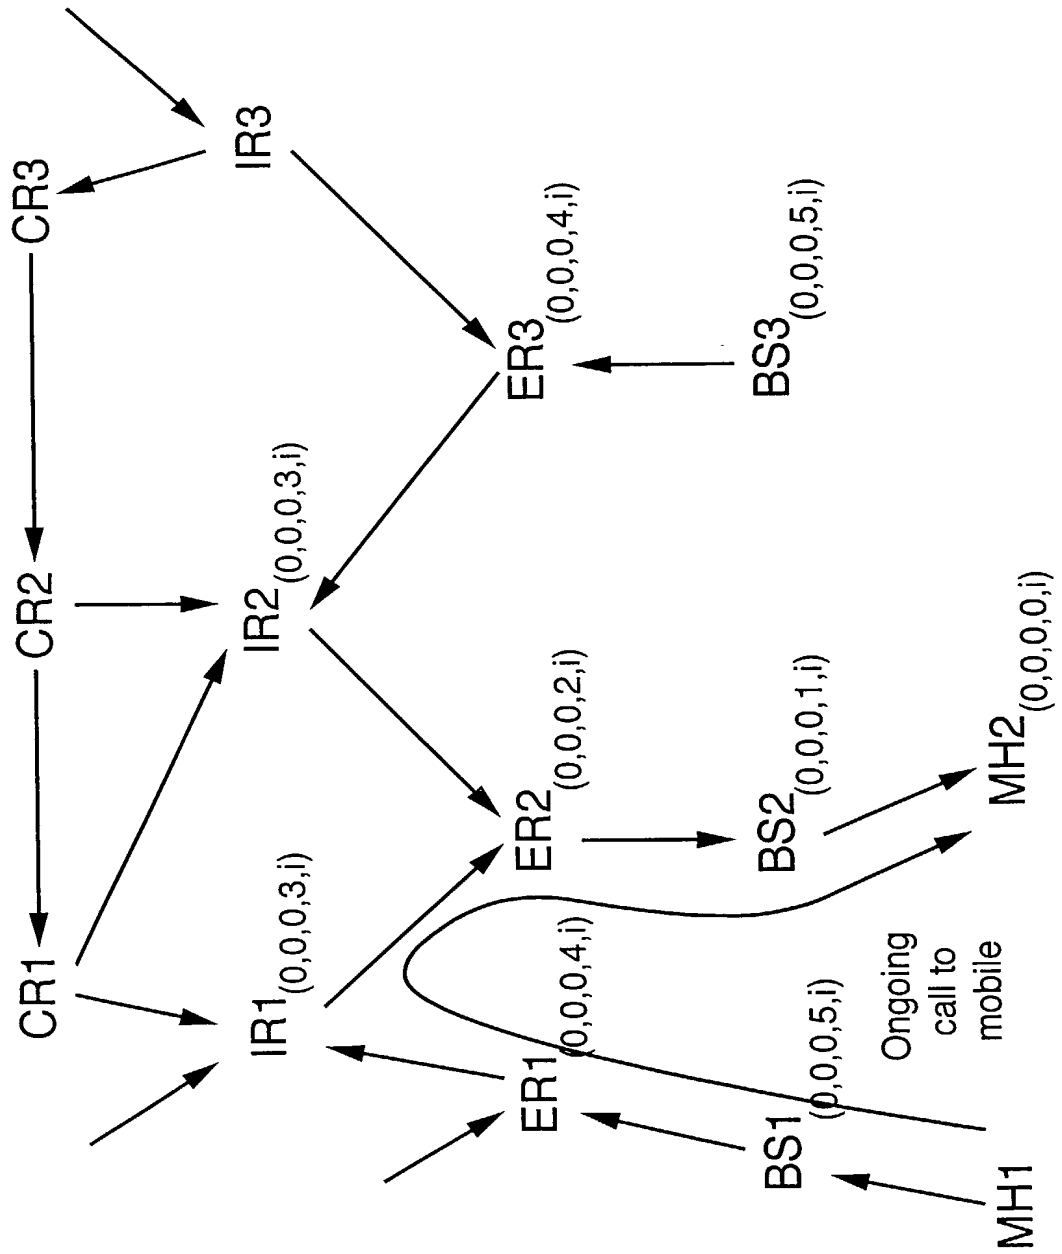 CR1
CR2
CR3
IR1(0,0,0,3,i)
IR2(0,0,0,3,i)
IR3
ER1(0,0,0,4,i)
ER2(0,0,0,2,i)
ER3(0,0,0,4,i)
BS1(0,0,0,5,i)
BS2(0,0,0,1,i)
BS3(0,0,0,5,i)
Ongoing
call to
mobile
MH1
MH2(0,0,0,0,i)